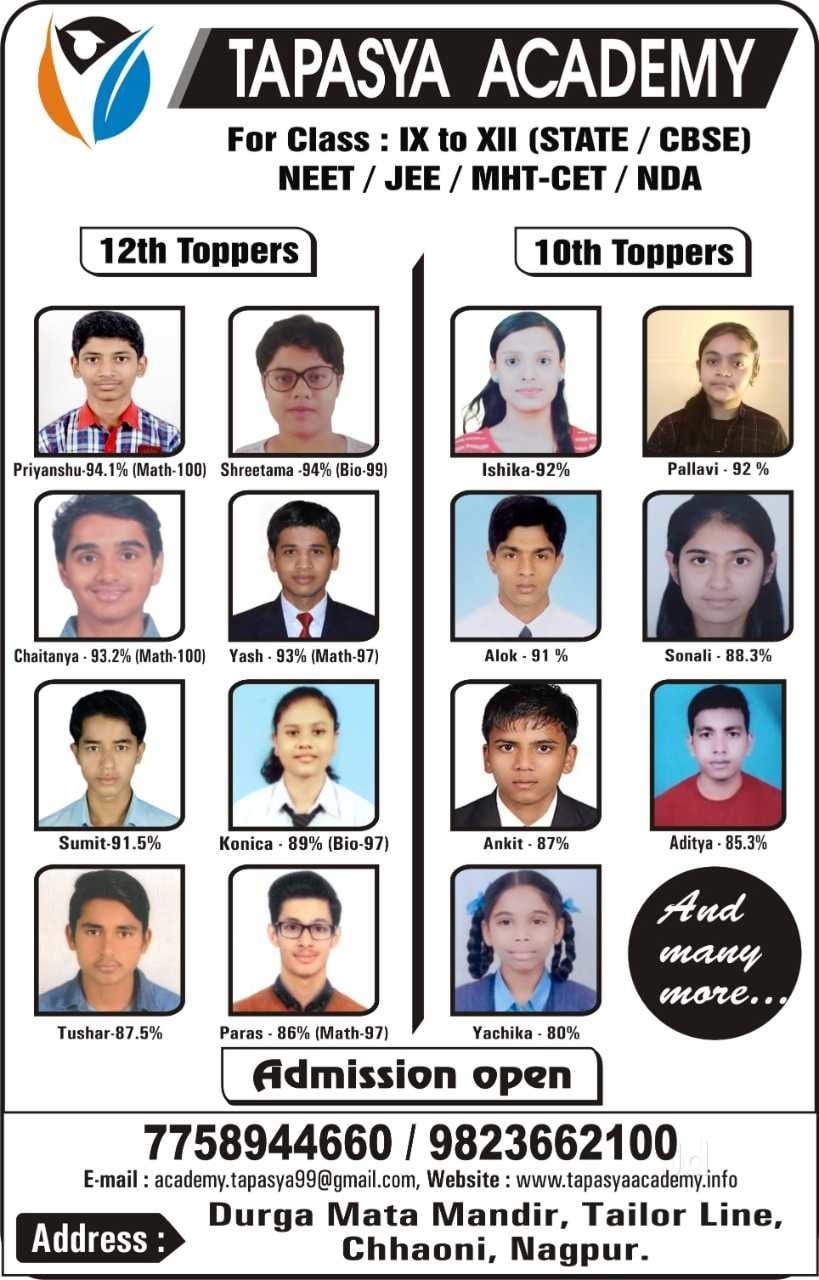 TAPASYA ACADEMY
For Class : IX to XII (STATE / CBSE)
NEET / JEE / MHT-CET / NDA
12th Toppers
10th Toppers
Priyanshu-94.1% (Math-100)
Shreetama -94% (Bio-99)
Ishika-92%
Pallavi - 92 %
Chaitanya - 93.2% (Math-100)
Yash - 93% (Math-97)
Alok - 91 %
Sonali - 88.3%
Sumit-91.5%
Konica - 89% (Bio-97)
Ankit - 87%
Aditya - 85.3%
Tushar-87.5%
Paras - 86% (Math-97)
Yachika - 80%
And
many
more...
Admission open
7758944660 / 9823662100
Jd
E-mail : academy.tapasya99@gmail.com, Website : www.tapasyaacademy.info
Address :
Durga Mata Mandir, Tailor Line,
Chhaoni, Nagpur.